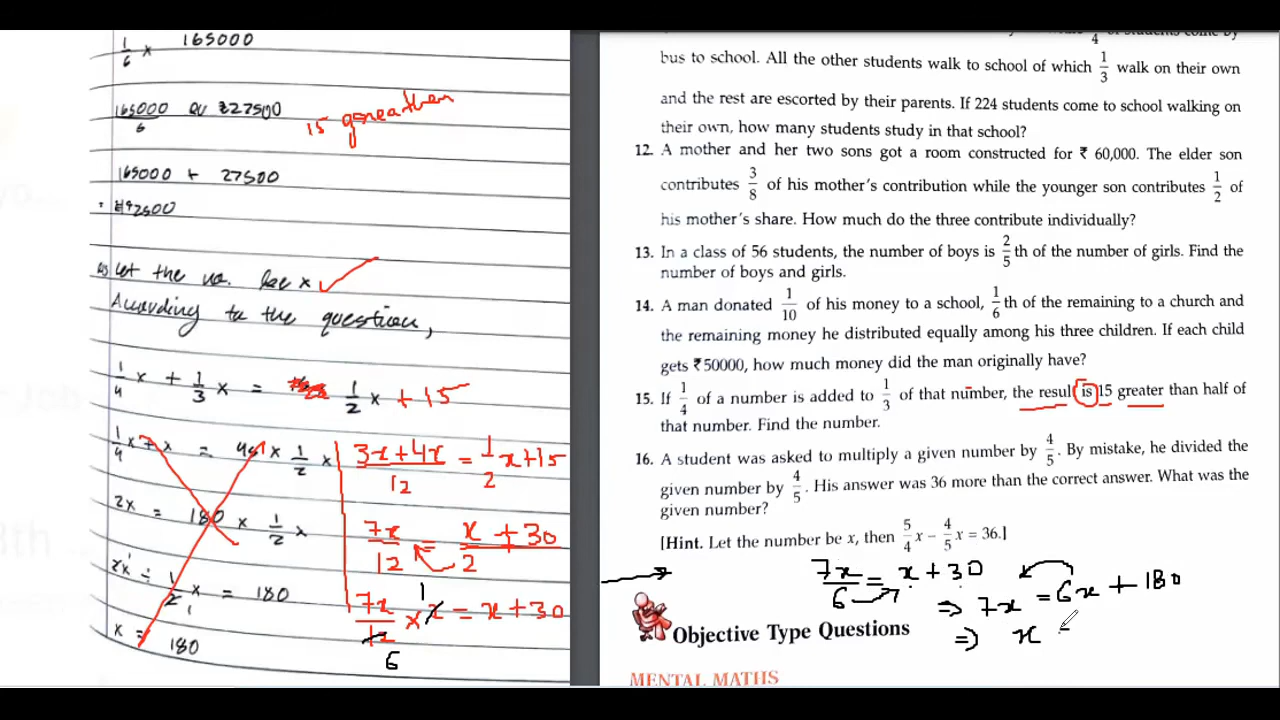 1/6 x 165000
165000/6 or ₹27500
15 greather
165000 + 27500
192500
Let the no. be x
According to the question,
1/4 x + 1/3 x = 1/2 x + 15
3x+4x/12 = 1/2 x+15
2x = 180 x 1/2 x
7x/12 = x + 30/2
x = 180
7x/12 × 2 = x + 30
6
1
bus to school. All the other students walk to school of which 1/3 walk on their own
and the rest are escorted by their parents. If 224 students come to school walking on
their own, how many students study in that school?
12. A mother and her two sons got a room constructed for ₹ 60,000. The elder son
contributes 3/8 of his mother's contribution while the younger son contributes 1/2 of
his mother's share. How much do the three contribute individually?
13. In a class of 56 students, the number of boys is 2/5 th of the number of girls. Find the
number of boys and girls.
14. A man donated 1/10 of his money to a school, 1/6 th of the remaining to a church and
the remaining money he distributed equally among his three children. If each child
gets ₹50000, how much money did the man originally have?
15. If 1/4 of a number is added to 1/3 of that number, the result is 15 greater than half of
that number. Find the number.
16. A student was asked to multiply a given number by 4/5. By mistake, he divided the
given number by 4/5. His answer was 36 more than the correct answer. What was the
given number?
[Hint. Let the number be x, then 5/4 x – 4/5 x = 36.]
7x/6 = x + 30
⇒ 7x = 6x + 180
⇒ x =
Objective Type Questions
MENTAL MATHS